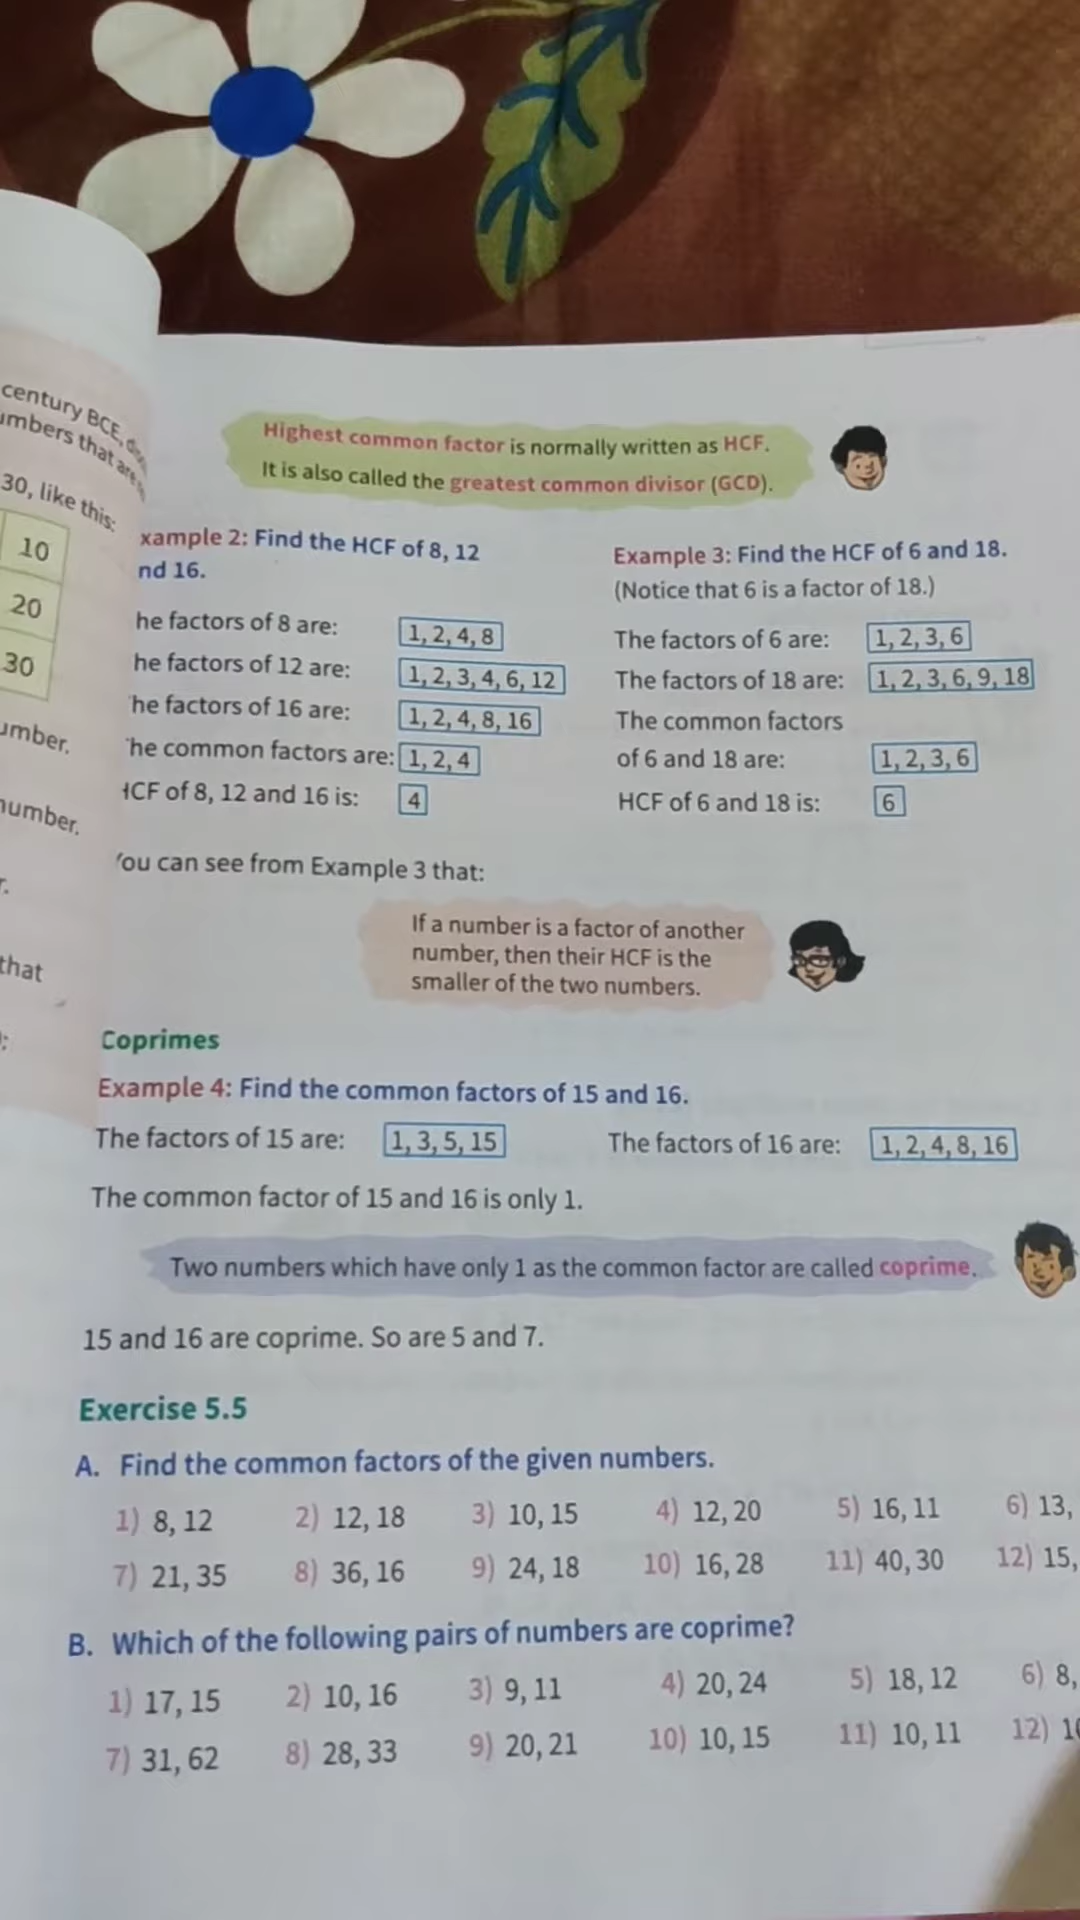 century BCE,
umbers that are
30, like this:
10
20
30
umber.
number.
r.
that
:
Highest common factor is normally written as HCF.
It is also called the greatest common divisor (GCD).
xample 2: Find the HCF of 8, 12
nd 16.
he factors of 8 are: 1, 2, 4, 8
he factors of 12 are: 1, 2, 3, 4, 6, 12
he factors of 16 are: 1, 2, 4, 8, 16
he common factors are: 1, 2, 4
HCF of 8, 12 and 16 is: 4
Example 3: Find the HCF of 6 and 18.
(Notice that 6 is a factor of 18.)
The factors of 6 are: 1, 2, 3, 6
The factors of 18 are: 1, 2, 3, 6, 9, 18
The common factors
of 6 and 18 are: 1, 2, 3, 6
HCF of 6 and 18 is: 6
You can see from Example 3 that:
If a number is a factor of another
number, then their HCF is the
smaller of the two numbers.
Coprimes
Example 4: Find the common factors of 15 and 16.
The factors of 15 are: 1, 3, 5, 15 The factors of 16 are: 1, 2, 4, 8, 16
The common factor of 15 and 16 is only 1.
Two numbers which have only 1 as the common factor are called coprime.
15 and 16 are coprime. So are 5 and 7.
Exercise 5.5
A. Find the common factors of the given numbers.
1) 8, 12 2) 12, 18 3) 10, 15 4) 12, 20 5) 16, 11 6) 13,
7) 21, 35 8) 36, 16 9) 24, 18 10) 16, 28 11) 40, 30 12) 15,
B. Which of the following pairs of numbers are coprime?
1) 17, 15 2) 10, 16 3) 9, 11 4) 20, 24 5) 18, 12 6) 8,
7) 31, 62 8) 28, 33 9) 20, 21 10) 10, 15 11) 10, 11 12) 1